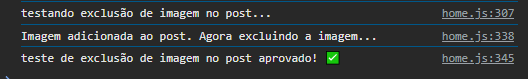 testando exclusão de imagem no post... home.js:307
Imagem adicionada ao post. Agora excluindo a imagem... home.js:338
teste de exclusão de imagem no post aprovado! ✅ home.js:345